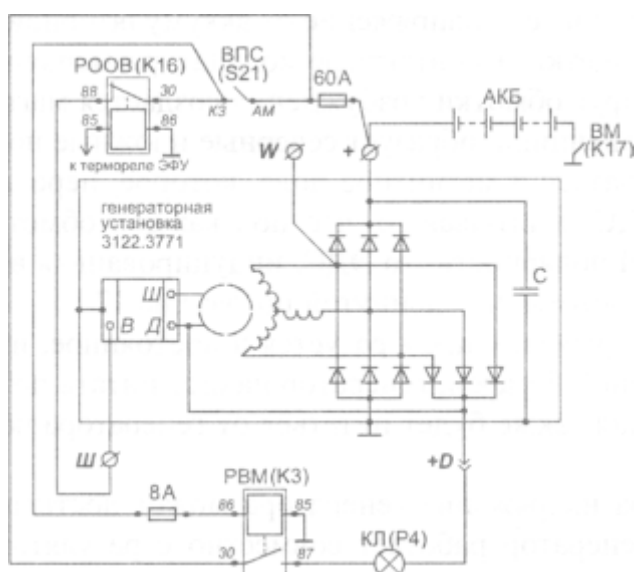 РООВ(К16)
ВПС
(S21)
60А
АКБ
88
30
КЗ
АМ
85
86
W
+
ВМ
(К17)
к термореле ЭФУ
генераторная
установка
3122.3771
Ш
В
Д
С
Ш
+D
8А
РВМ(К3)
86
85
КЛ(Р4)
30
87